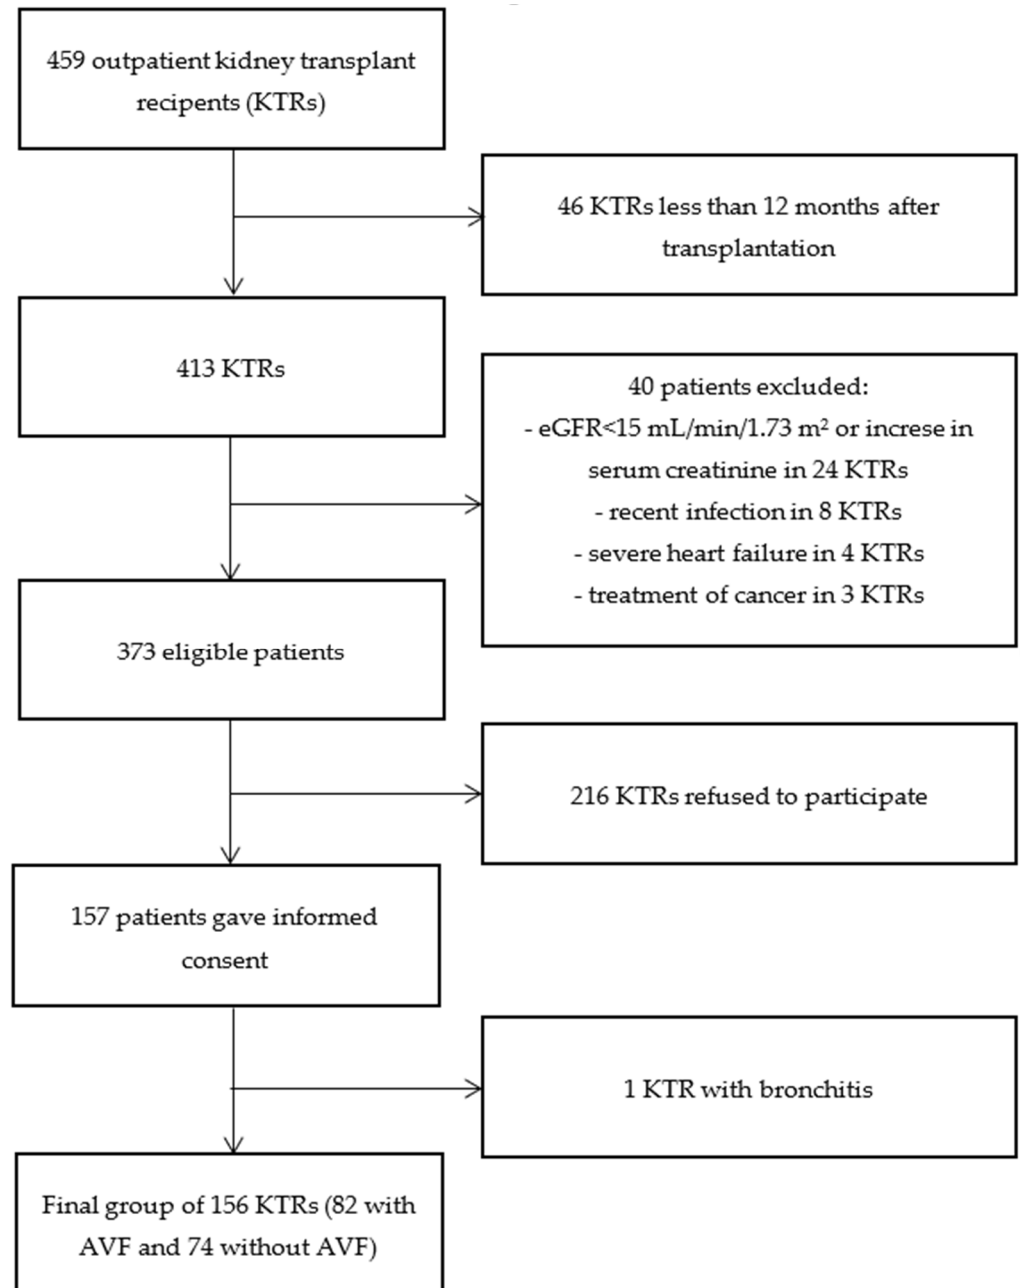 459 outpatient kidney transplant
recipents (KTRs)
46 KTRs less than 12 months after
transplantation
413 KTRs
40 patients excluded:
- eGFR<15 mL/min/1.73 m² or increse in
serum creatinine in 24 KTRs
- recent infection in 8 KTRs
- severe heart failure in 4 KTRs
- treatment of cancer in 3 KTRs
373 eligible patients
216 KTRs refused to participate
157 patients gave informed
consent
1 KTR with bronchitis
Final group of 156 KTRs (82 with
AVF and 74 without AVF)